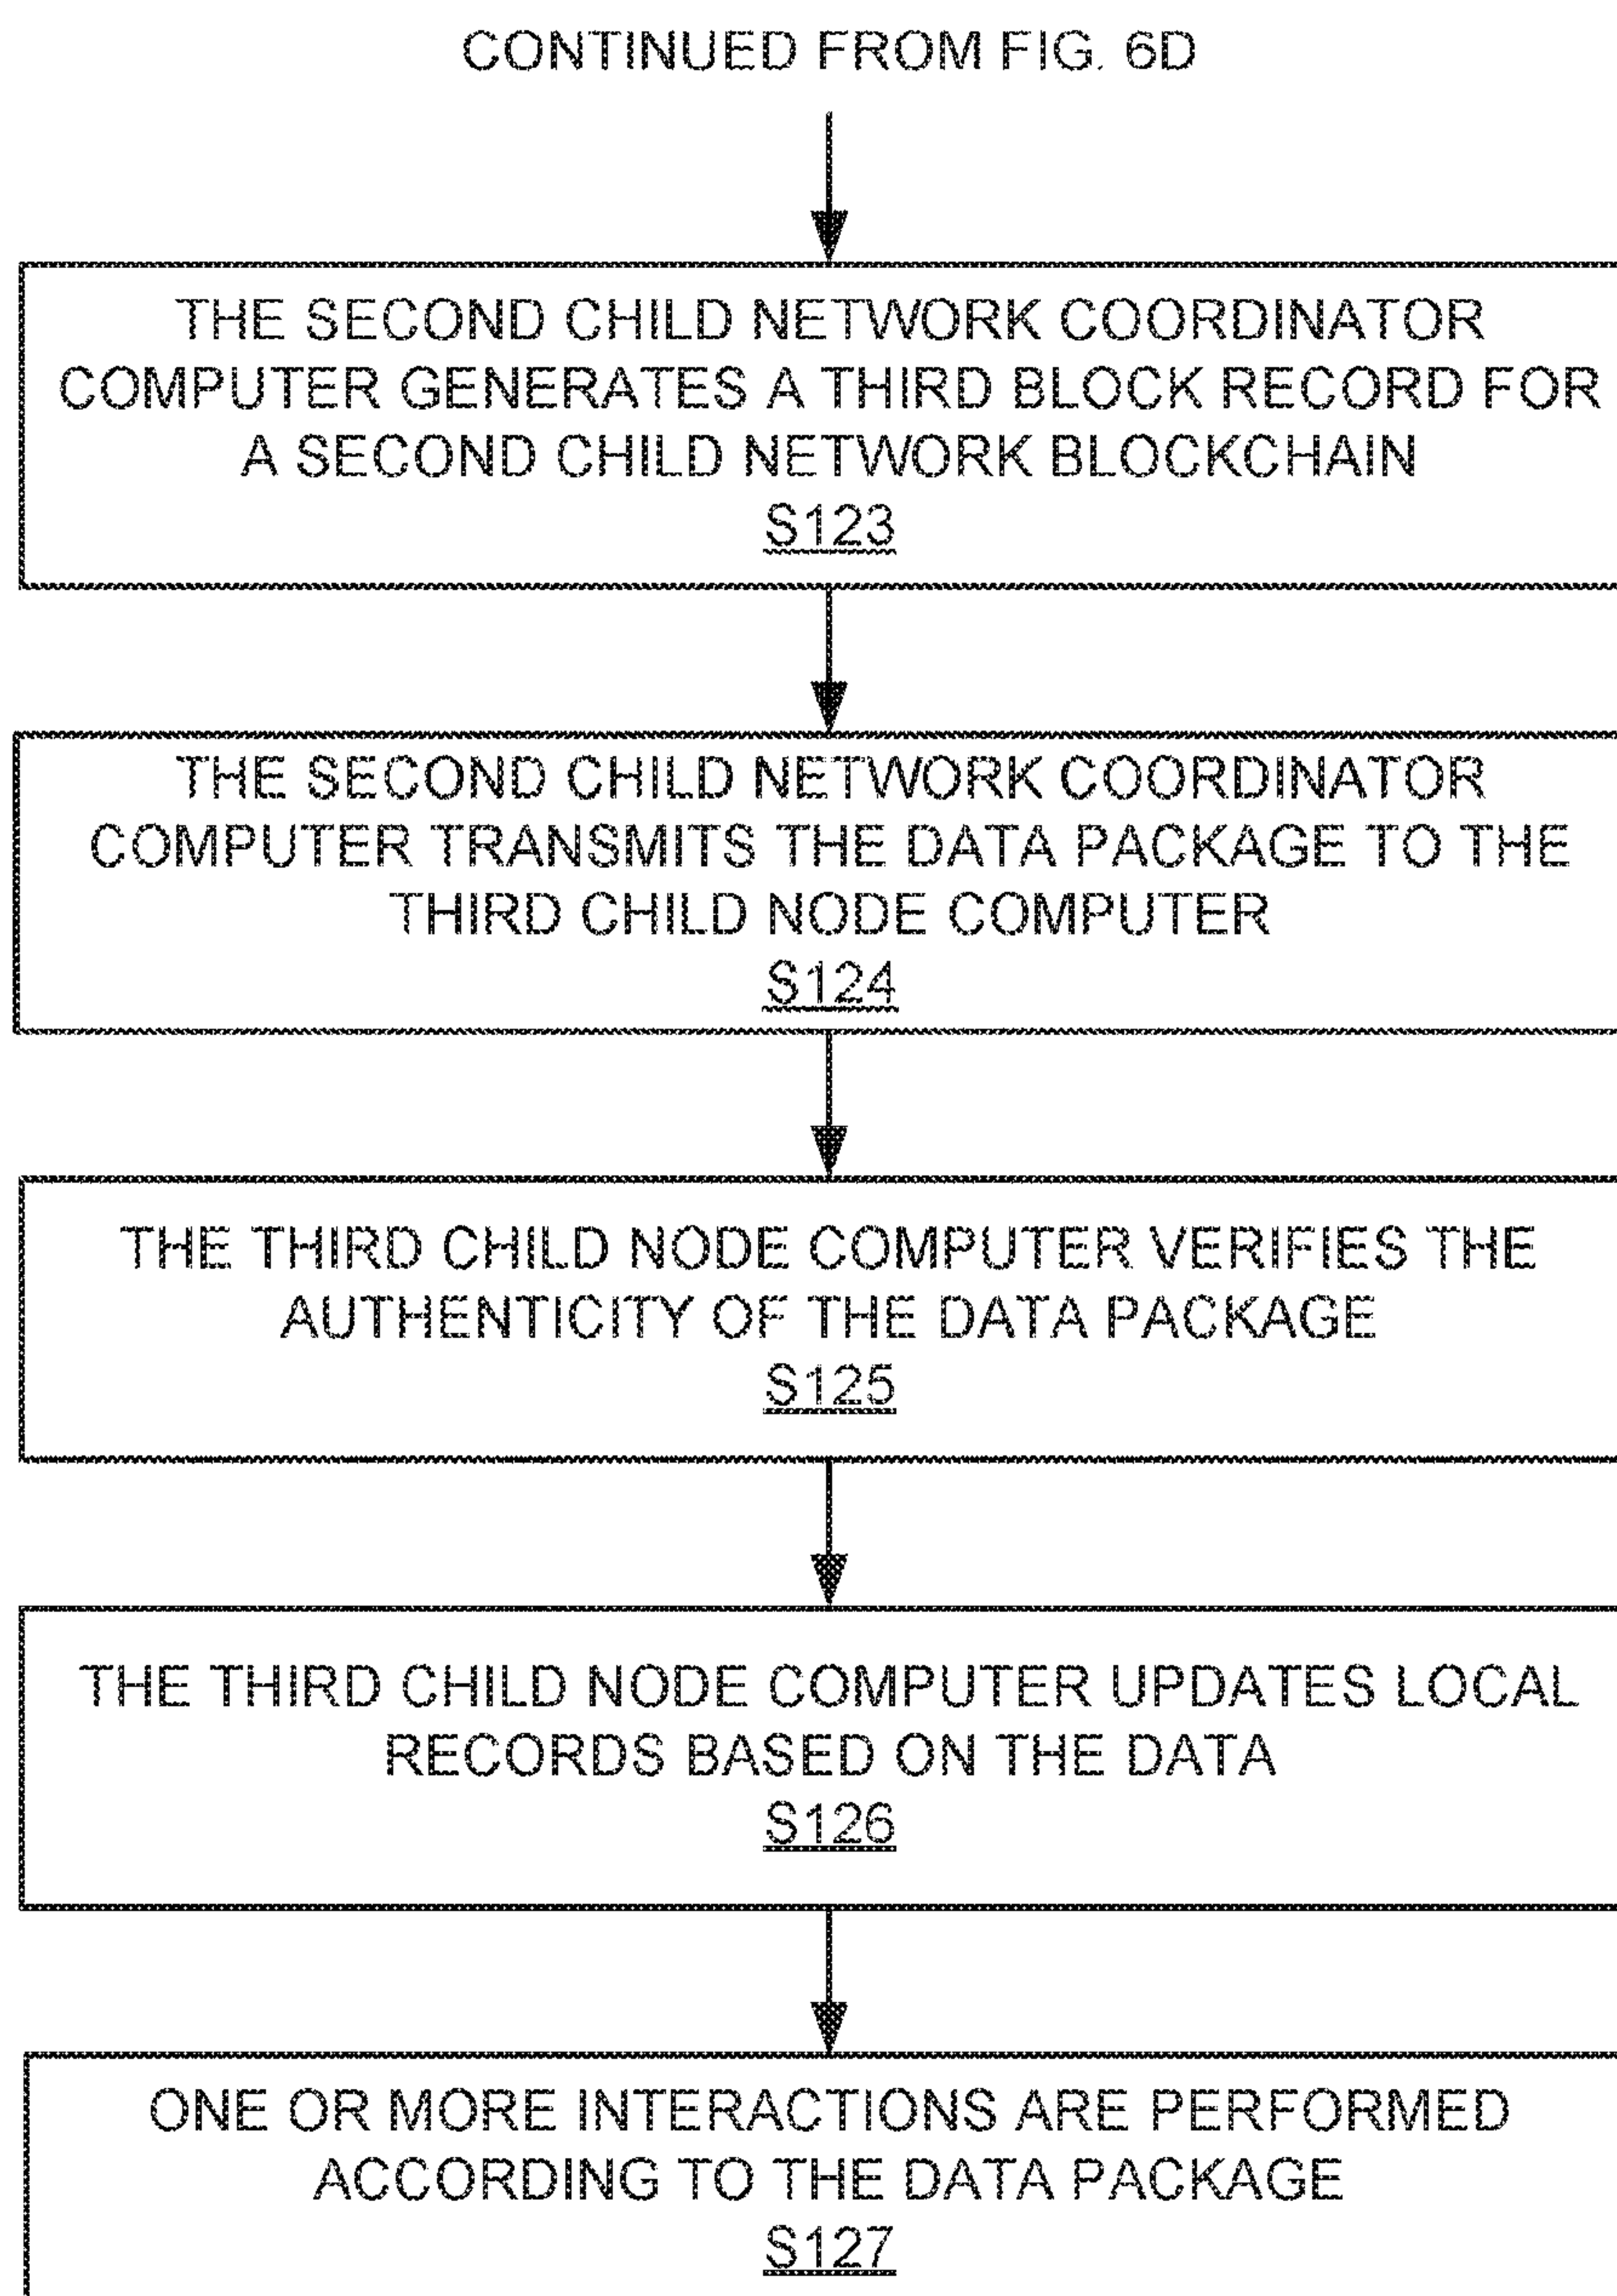 CONTINUED FROM FIG. 6D
THE SECOND CHILD NETWORK COORDINATOR
COMPUTER GENERATES A THIRD BLOCK RECORD FOR
A SECOND CHILD NETWORK BLOCKCHAIN
S123
THE SECOND CHILD NETWORK COORDINATOR
COMPUTER TRANSMITS THE DATA PACKAGE TO THE
THIRD CHILD NODE COMPUTER
S124
THE THIRD CHILD NODE COMPUTER VERIFIES THE
AUTHENTICITY OF THE DATA PACKAGE
S125
THE THIRD CHILD NODE COMPUTER UPDATES LOCAL
RECORDS BASED ON THE DATA
S126
ONE OR MORE INTERACTIONS ARE PERFORMED
ACCORDING TO THE DATA PACKAGE
S127